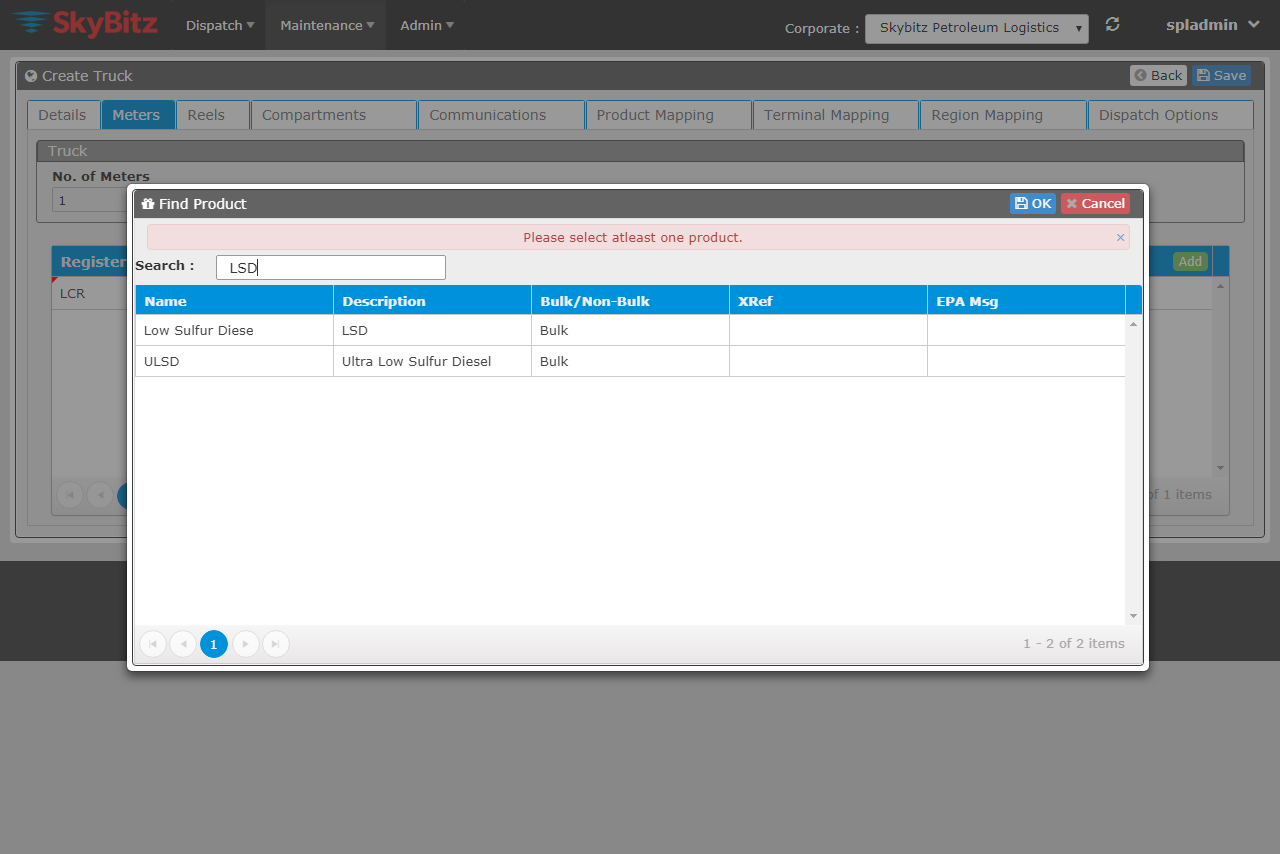 SkyBitz Dispatch Maintenance Admin Corporate : Skybitz Petroleum Logistics spladmin
Create Truck Back Save
Details Meters Reels Compartments Communications Product Mapping Terminal Mapping Region Mapping Dispatch Options
Truck
No. of Meters
1
Find Product OK Cancel
Please select atleast one product. ×
Register Add
Search : LSD
LCR
Name Description Bulk/Non-Bulk XRef EPA Msg
Low Sulfur Diese LSD Bulk
ULSD Ultra Low Sulfur Diesel Bulk
of 1 items
1 1 - 2 of 2 items